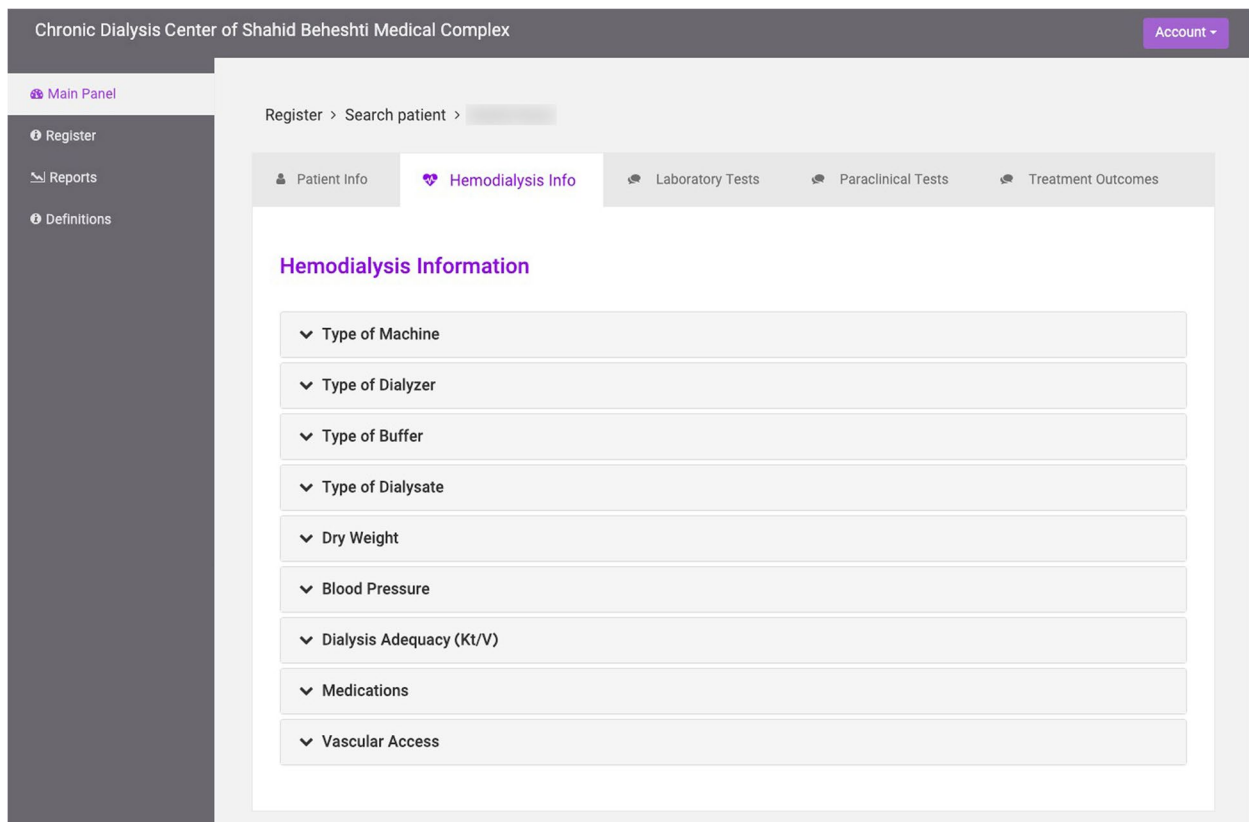 Chronic Dialysis Center of Shahid Beheshti Medical Complex
Account
Main Panel
Register
Reports
Definitions
Register > Search patient >
Patient Info
Hemodialysis Info
Laboratory Tests
Paraclinical Tests
Treatment Outcomes
Hemodialysis Information
Type of Machine
Type of Dialyzer
Type of Buffer
Type of Dialysate
Dry Weight
Blood Pressure
Dialysis Adequacy (Kt/V)
Medications
Vascular Access